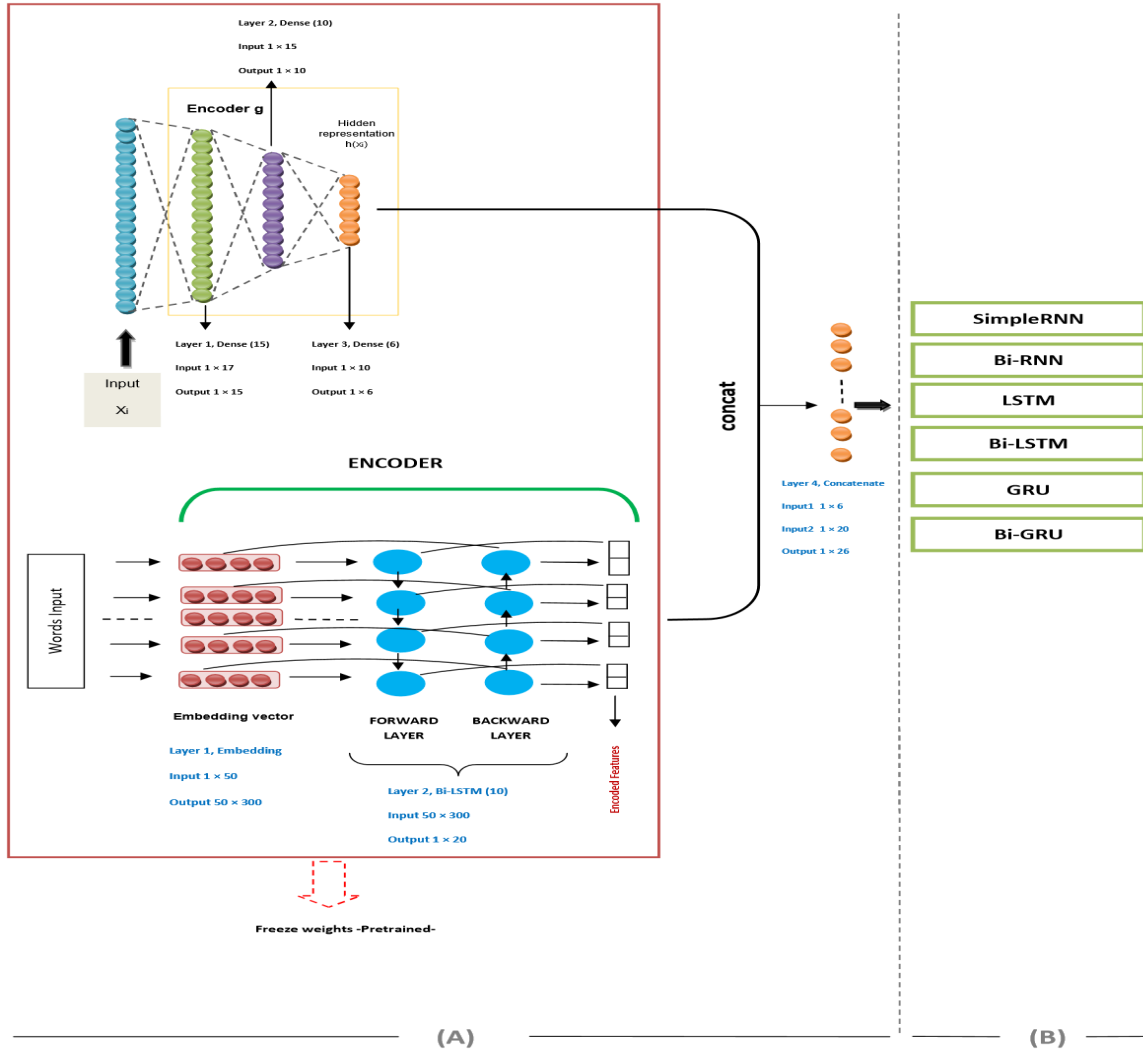 Layer 2, Dense (10)
Input 1 × 15
Output 1 × 10
Encoder g
Hidden
representation
h(Xi)
Layer 1, Dense (15)
Input 1 × 17
Output 1 × 15
Layer 3, Dense (6)
Input 1 × 10
Output 1 × 6
Input
Xi
ENCODER
Words Input
Embedding vector
Layer 1, Embedding
Input 1 × 50
Output 50 × 300
FORWARD
LAYER
BACKWARD
LAYER
Layer 2, Bi-LSTM (10)
Input 50 × 300
Output 1 × 20
Encoded Features
Freeze weights -Pretrained-
concat
Layer 4, Concatenate
Input1 1 × 6
Input2 1 × 20
Output 1 × 26
SimpleRNN
Bi-RNN
LSTM
Bi-LSTM
GRU
Bi-GRU
(A)
(B)